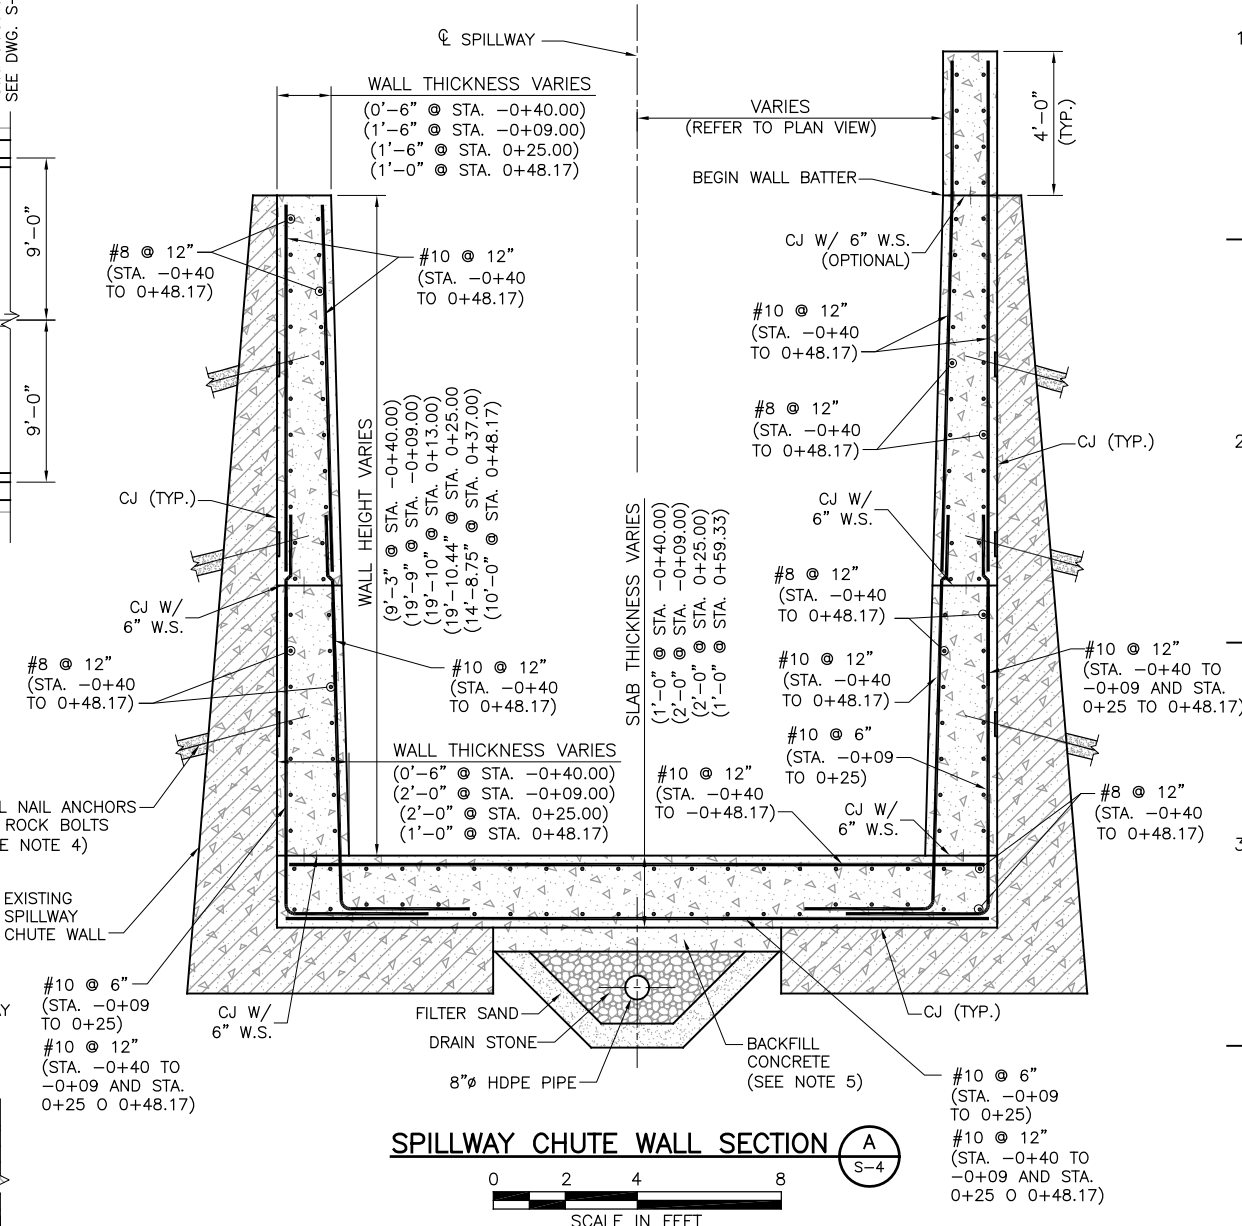 SEE DWG. S-
1
℄ SPILLWAY
WALL THICKNESS VARIES
(0'-6" @ STA. -0+40.00)
(1'-6" @ STA. -0+09.00)
(1'-6" @ STA. 0+25.00)
(1'-0" @ STA. 0+48.17)
VARIES
(REFER TO PLAN VIEW)
4'-0"
(TYP.)
BEGIN WALL BATTER
9'-0"
9'-0"
#8 @ 12"
(STA. -0+40
TO 0+48.17)
#10 @ 12"
(STA. -0+40
TO 0+48.17)
CJ W/ 6" W.S.
(OPTIONAL)
#10 @ 12"
(STA. -0+40
TO 0+48.17)
#8 @ 12"
(STA. -0+40
TO 0+48.17)
CJ (TYP.)
2
WALL HEIGHT VARIES
(9'-3" @ STA. -0+40.00)
(19'-9" @ STA. -0+09.00)
(19'-10" @ STA. 0+13.00)
(19'-10.44" @ STA. 0+25.00
(14'-8.75" @ STA. 0+37.00)
(10'-0" @ STA. 0+48.17)
CJ (TYP.)
CJ W/
6" W.S.
SLAB THICKNESS VARIES
(1'-0" @ STA. -0+40.00)
(2'-0" @ STA. -0+09.00)
(2'-0" @ STA. 0+25.00)
(1'-0" @ STA. 0+59.33)
CJ W/
6" W.S.
#8 @ 12"
(STA. -0+40
TO 0+48.17)
#8 @ 12"
(STA. -0+40
TO 0+48.17)
#10 @ 12"
(STA. -0+40
TO 0+48.17)
#10 @ 12"
(STA. -0+40
TO 0+48.17)
#10 @ 12"
(STA. -0+40 TO
-0+09 AND STA.
0+25 TO 0+48.17)
#10 @ 6"
(STA. -0+09
TO 0+25)
WALL THICKNESS VARIES
(0'-6" @ STA. -0+40.00)
(2'-0" @ STA. -0+09.00)
(2'-0" @ STA. 0+25.00)
(1'-0" @ STA. 0+48.17)
#10 @ 12"
(STA. -0+40
TO -0+48.17)
CJ W/
6" W.S.
#8 @ 12"
(STA. -0+40
TO 0+48.17)
3
L NAIL ANCHORS
ROCK BOLTS
E NOTE 4)
EXISTING
SPILLWAY
CHUTE WALL
#10 @ 6"
(STA. -0+09
TO 0+25)
#10 @ 12"
(STA. -0+40 TO
-0+09 AND STA.
0+25 O 0+48.17)
AY
CJ W/
6" W.S.
FILTER SAND
DRAIN STONE
8"ø HDPE PIPE
BACKFILL
CONCRETE
(SEE NOTE 5)
CJ (TYP.)
#10 @ 6"
(STA. -0+09
TO 0+25)
#10 @ 12"
(STA. -0+40 TO
-0+09 AND STA.
0+25 O 0+48.17)
SPILLWAY CHUTE WALL SECTION
A
S-4
0 2 4 8
SCALE IN FEET